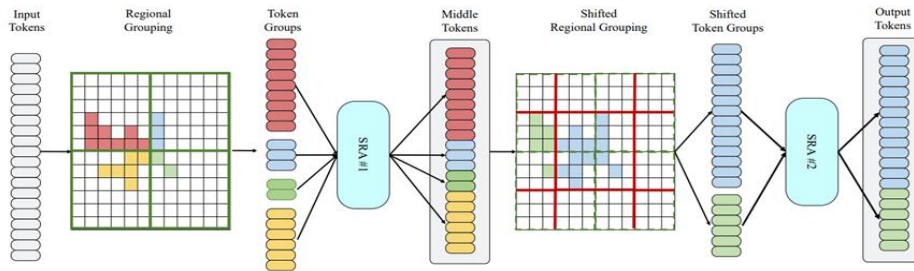 Input
Tokens
Regional
Grouping
Token
Groups
SRA #1
Middle
Tokens
Shifted
Regional Grouping
Shifted
Token Groups
SRA #2
Output
Tokens